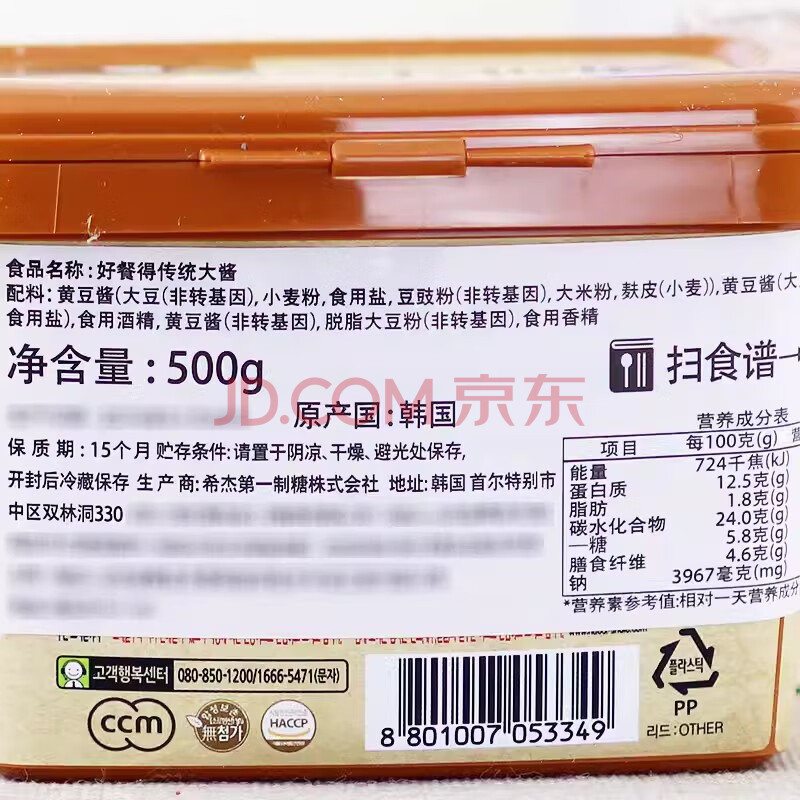 食品名称:好餐得传统大酱
配料:黄豆酱(大豆(非转基因),小麦粉,食用盐,豆豉粉(非转基因),大米粉,麸皮(小麦)),黄豆酱(大
食用盐),食用酒精,黄豆酱(非转基因),脱脂大豆粉(非转基因),食用香精
净含量:500g
扫食谱
JD.COM 京东
原产国:韩国
保质期:15个月 贮存条件:请置于阴凉、干燥、避光处保存,
开封后冷藏保存 生产商:希杰第一制糖株式会社 地址:韩国 首尔特别市
中区双林洞330
营养成分表
项目 每100克(g)
能量 724千焦(kJ)
蛋白质 12.5克(g)
脂肪 1.8克(g)
碳水化合物 24.0克(g)
—糖 5.8克(g)
膳食纤维 4.6克(g)
钠 3967毫克(mg)
*营养素参考值:相对一天营养成分
고객행복센터 080-850-1200/1666-5471(문자)
ccm
無첨가
HACCP
8 801007 053349
플라스틱
PP
리드:OTHER